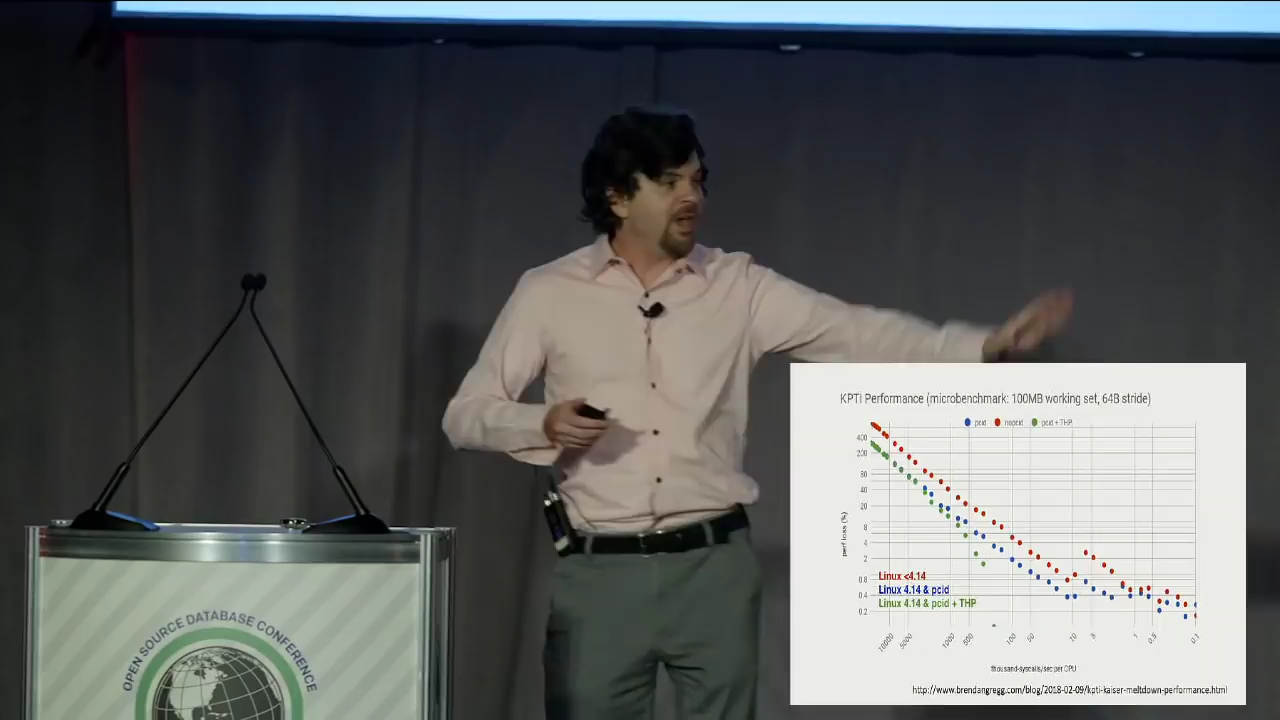 KPTI Performance (microbenchmark: 100MB working set, 64B stride)
pcid nopcid pcid + THP
400
200
80
40
20
8
4
2
0.8
0.4
0.2
perf loss (%)
Linux <4.14
Linux 4.14 & pcid
Linux 4.14 & pcid + THP
10000 5000 1000 800 100 50 10 5 1 0.5 0.1
thousand-syscalls/sec per CPU
http://www.brendangregg.com/blog/2018-02-09/kpti-kaiser-meltdown-performance.html
OPEN SOURCE DATABASE CONFERENCE